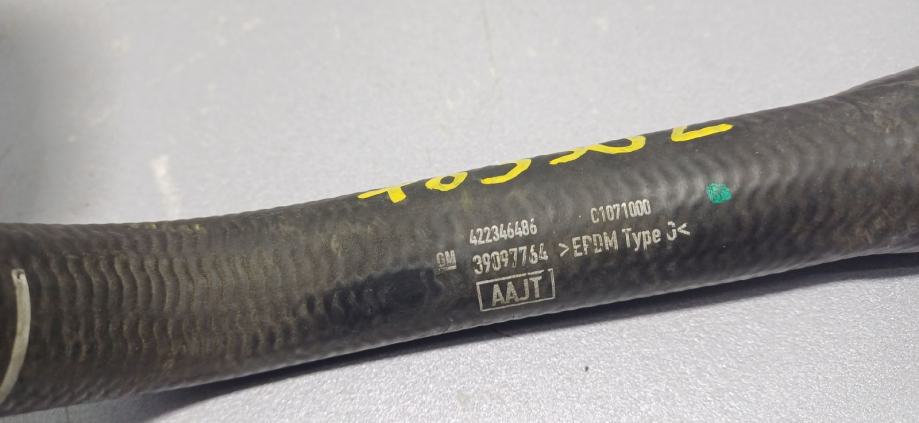 422346486 C1071000
GM 39097764 >EPDM Type C<
AAJT